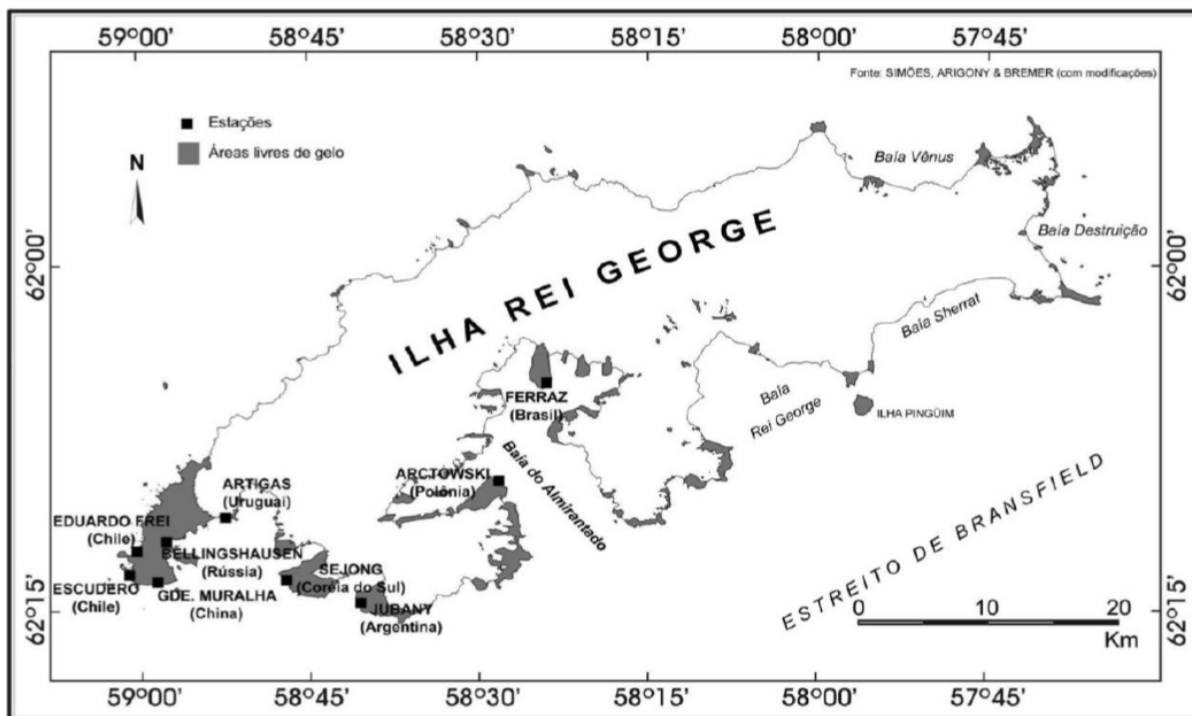 59°00' 58°45' 58°30' 58°15' 58°00' 57°45'
Fonte: SIMÕES, ARIGONY & BREMER (com modificações)
Estações
Áreas livres de gelo
N
Baía Vênus
Baía Destruição
62°00'
62°00'
ILHA REI GEORGE
Baía Sherrat
FERRAZ
(Brasil)
Baía
Rei George
ILHA PINGÜIM
Baía do Almirantado
ARCTOWSKI
(Polônia)
ARTIGAS
(Uruguai)
EDUARDO FREI
(Chile)
BELLINGSHAUSEN
(Rússia)
SEJONG
(Coréia do Sul)
ESCUDERO
(Chile)
GDE. MURALHA
(China)
JUBANY
(Argentina)
ESTREITO DE BRANSFIELD
62°15'
62°15'
0 10 20
Km
59°00' 58°45' 58°30' 58°15' 58°00' 57°45'